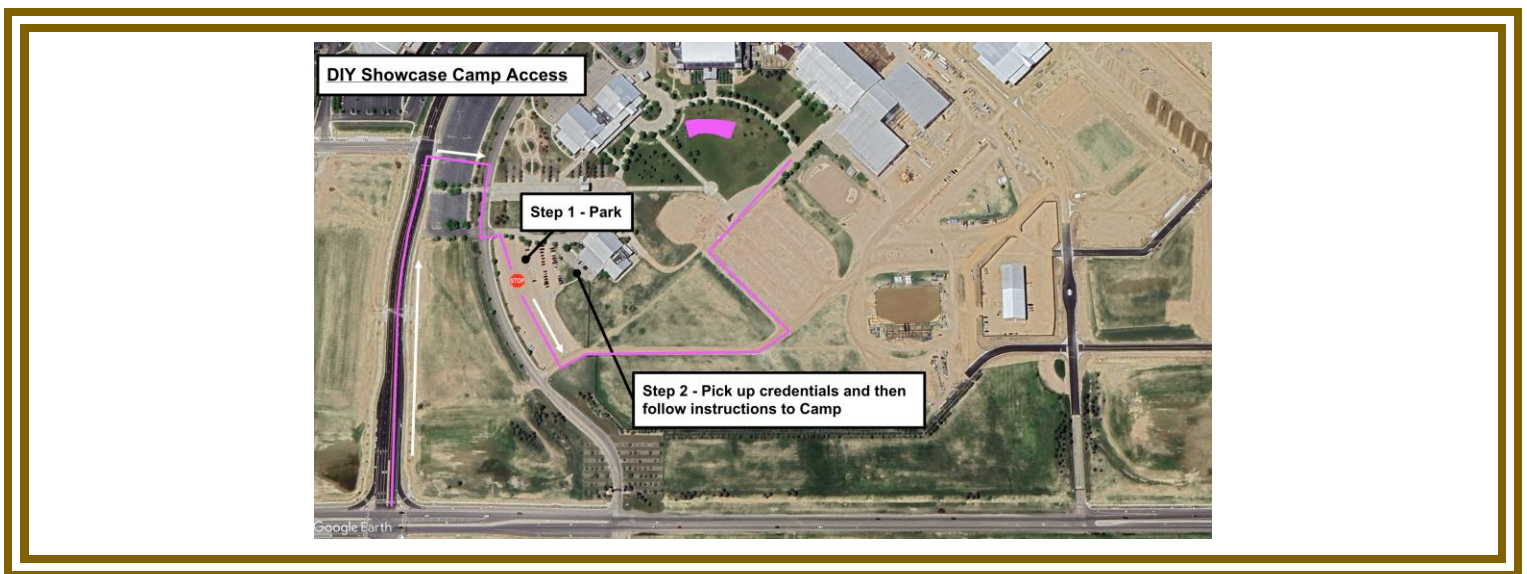 DIY Showcase Camp Access
Step 1 - Park
STOP
Step 2 - Pick up credentials and then
follow instructions to Camp
Google Earth